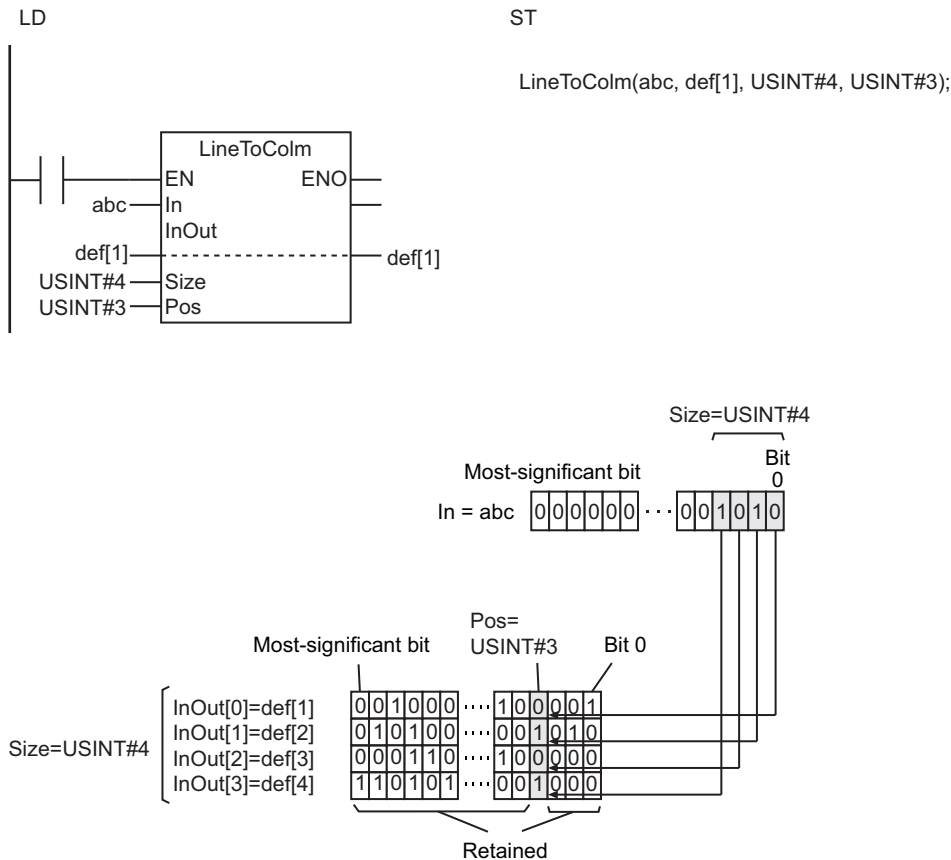 LD
ST
LineToColm(abc, def[1], USINT#4, USINT#3);
LineToColm
EN ENO
abc In
InOut
def[1] def[1]
USINT#4 Size
USINT#3 Pos
Size=USINT#4
Most-significant bit
Bit
0
In = abc 0 0 0 0 0 0 ···· 0 0 1 0 1 0
Pos=
USINT#3
Most-significant bit
Bit 0
Size=USINT#4
InOut[0]=def[1] 0 0 1 0 0 0 ····· 1 0 0 0 0 1
InOut[1]=def[2] 0 1 0 1 0 0 ····· 0 0 1 0 1 0
InOut[2]=def[3] 0 0 0 1 1 0 ····· 1 0 0 0 0 0
InOut[3]=def[4] 1 1 0 1 0 1 ····· 0 0 1 0 0 0
Retained